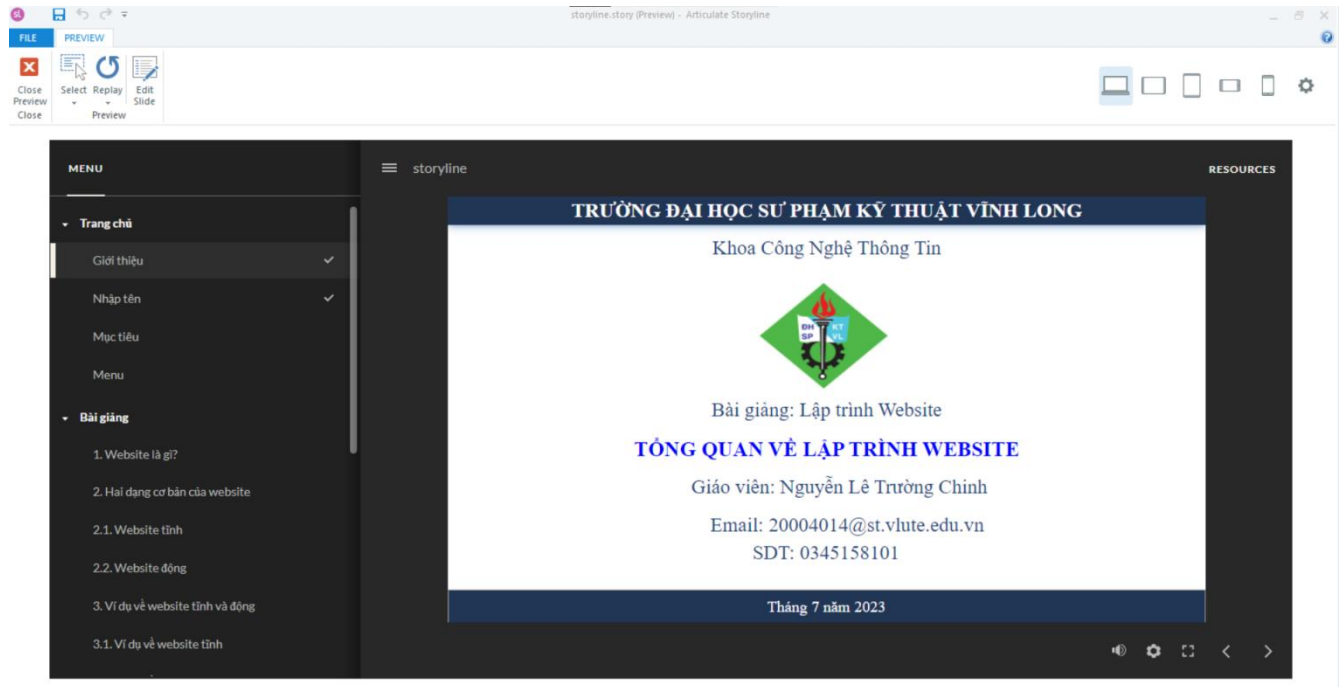 storyline.story (Preview) - Articulate Storyline
FILE PREVIEW
Close Preview
Select
Replay
Edit Slide
Close
Preview
MENU
storyline
RESOURCES
Trang chủ
Giới thiệu
Nhập tên
Mục tiêu
Menu
Bài giảng
1. Website là gì?
2. Hai dạng cơ bản của website
2.1. Website tĩnh
2.2. Website động
3. Ví dụ về website tĩnh và động
3.1. Ví dụ về website tĩnh
TRƯỜNG ĐẠI HỌC SƯ PHẠM KỸ THUẬT VĨNH LONG
Khoa Công Nghệ Thông Tin
ĐH KT
SP VL
Bài giảng: Lập trình Website
TỔNG QUAN VỀ LẬP TRÌNH WEBSITE
Giáo viên: Nguyễn Lê Trường Chinh
Email: 20004014@st.vlute.edu.vn
SDT: 0345158101
Tháng 7 năm 2023